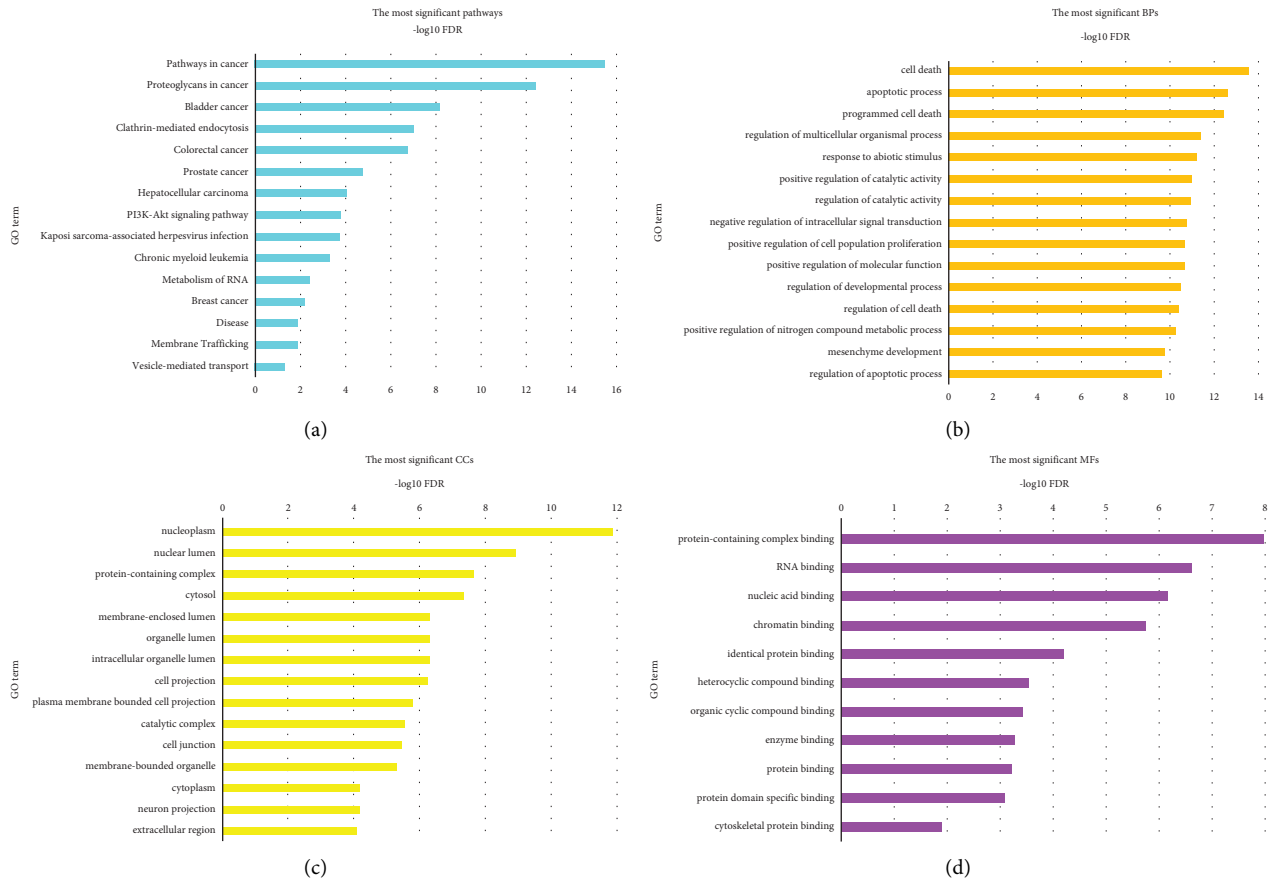 The most significant pathways
-log10 FDR
GO term
Pathways in cancer
Proteoglycans in cancer
Bladder cancer
Clathrin-mediated endocytosis
Colorectal cancer
Prostate cancer
Hepatocellular carcinoma
PI3K-Akt signaling pathway
Kaposi sarcoma-associated herpesvirus infection
Chronic myeloid leukemia
Metabolism of RNA
Breast cancer
Disease
Membrane Trafficking
Vesicle-mediated transport
0 2 4 6 8 10 12 14 16
(a)
The most significant BPs
-log10 FDR
GO term
cell death
apoptotic process
programmed cell death
regulation of multicellular organismal process
response to abiotic stimulus
positive regulation of catalytic activity
regulation of catalytic activity
negative regulation of intracellular signal transduction
positive regulation of cell population proliferation
positive regulation of molecular function
regulation of developmental process
regulation of cell death
positive regulation of nitrogen compound metabolic process
mesenchyme development
regulation of apoptotic process
0 2 4 6 8 10 12 14
(b)
The most significant CCs
-log10 FDR
0 2 4 6 8 10 12
GO term
nucleoplasm
nuclear lumen
protein-containing complex
cytosol
membrane-enclosed lumen
organelle lumen
intracellular organelle lumen
cell projection
plasma membrane bounded cell projection
catalytic complex
cell junction
membrane-bounded organelle
cytoplasm
neuron projection
extracellular region
(c)
The most significant MFs
-log10 FDR
0 1 2 3 4 5 6 7 8
GO term
protein-containing complex binding
RNA binding
nucleic acid binding
chromatin binding
identical protein binding
heterocyclic compound binding
organic cyclic compound binding
enzyme binding
protein binding
protein domain specific binding
cytoskeletal protein binding
(d)